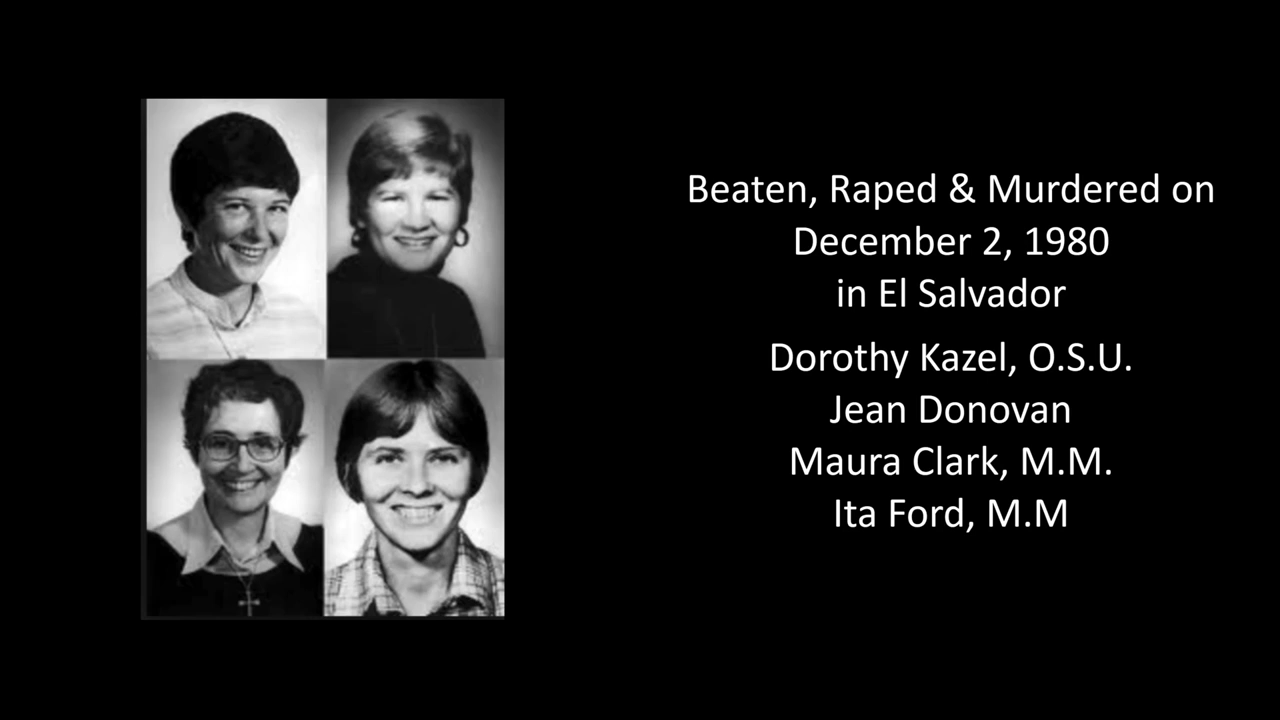 Beaten, Raped & Murdered on
December 2, 1980
in El Salvador
Dorothy Kazel, O.S.U.
Jean Donovan
Maura Clark, M.M.
Ita Ford, M.M